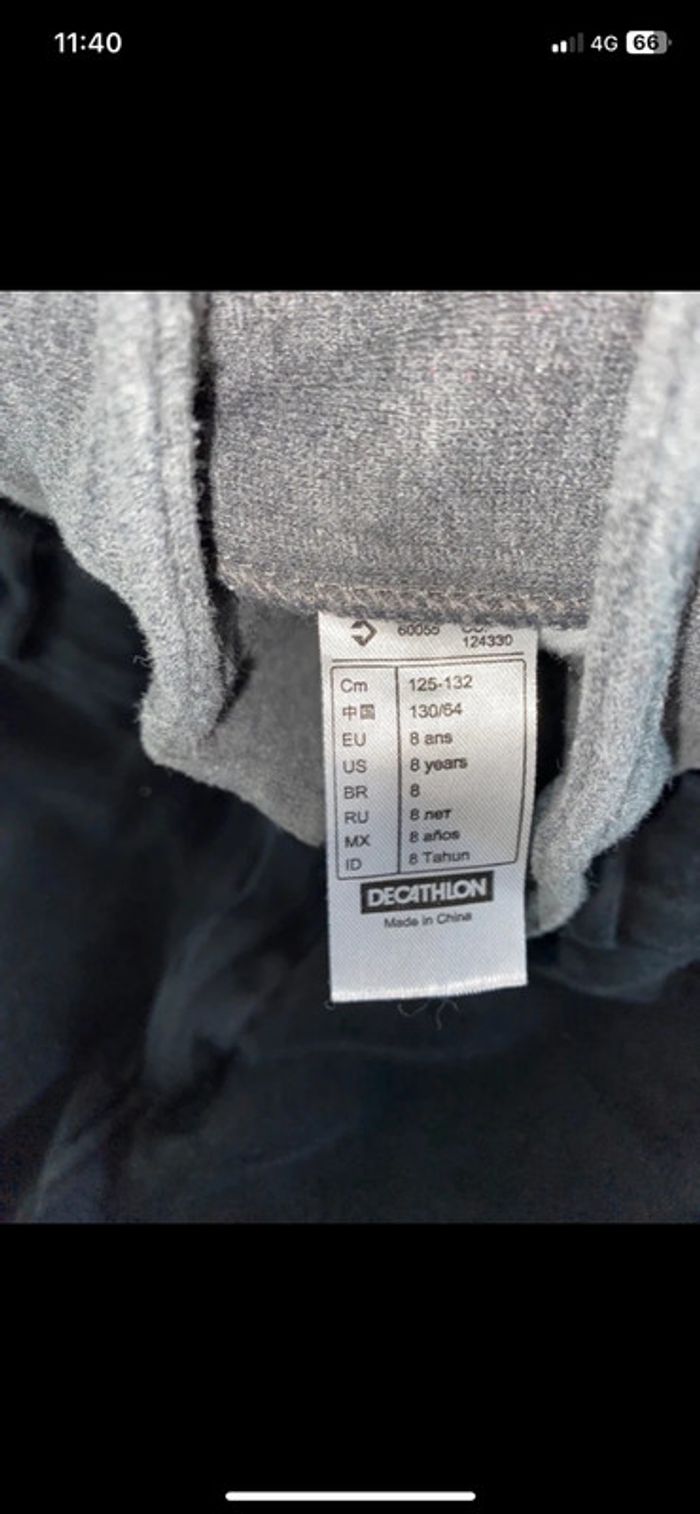 11:40
4G 66
60055
124330
Cm 125-132
中国 130/64
EU 8 ans
US 8 years
BR 8
RU 8 лет
MX 8 años
ID 8 Tahun
DECATHLON
Made in China